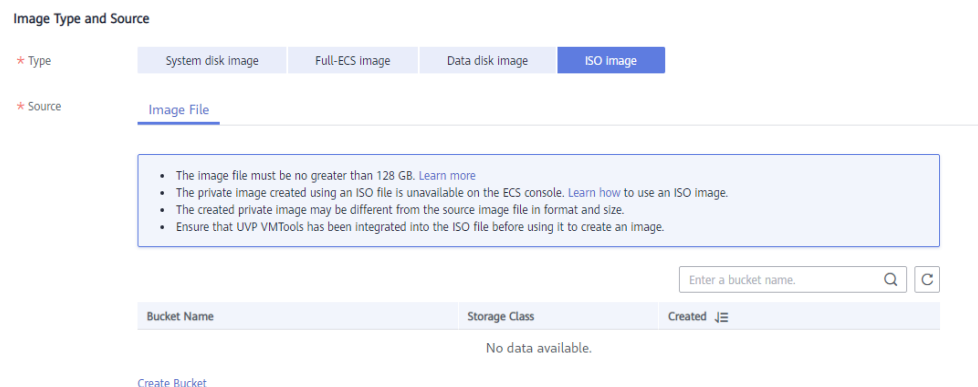 Image Type and Source
* Type
System disk image
Full-ECS image
Data disk image
ISO image
* Source
Image File
• The image file must be no greater than 128 GB. Learn more
• The private image created using an ISO file is unavailable on the ECS console. Learn how to use an ISO image.
• The created private image may be different from the source image file in format and size.
• Ensure that UVP VMTools has been integrated into the ISO file before using it to create an image.
Enter a bucket name.
Bucket Name
Storage Class
Created
No data available.
Create Bucket